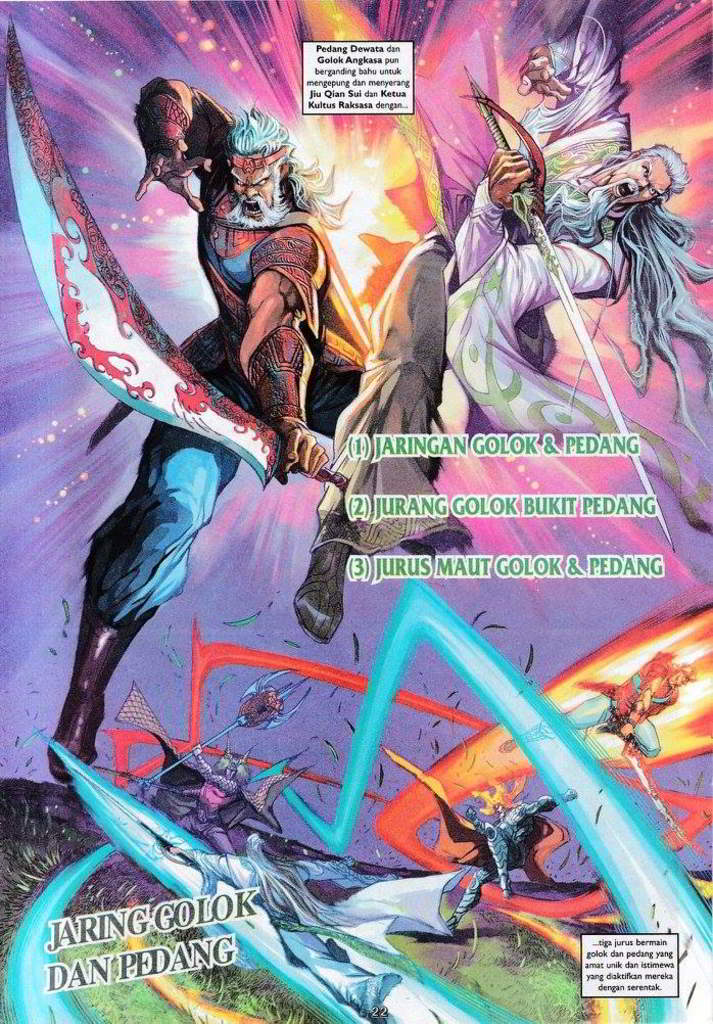 Pedang Dewata dan
Golok Angkasa pun
berganding bahu untuk
mengepung dan menyerang
Jiu Qian Sui dan Ketua
Kultus Raksasa dengan...
(1) JARINGAN GOLOK & PEDANG
(2) JURANG GOLOK BUKIT PEDANG
(3) JURUS MAUT GOLOK & PEDANG
JARING GOLOK
DAN PEDANG
...tiga jurus bermain
golok dan pedang yang
amat unik dan istimewa
yang diaktifkan mereka
dengan serentak.
22